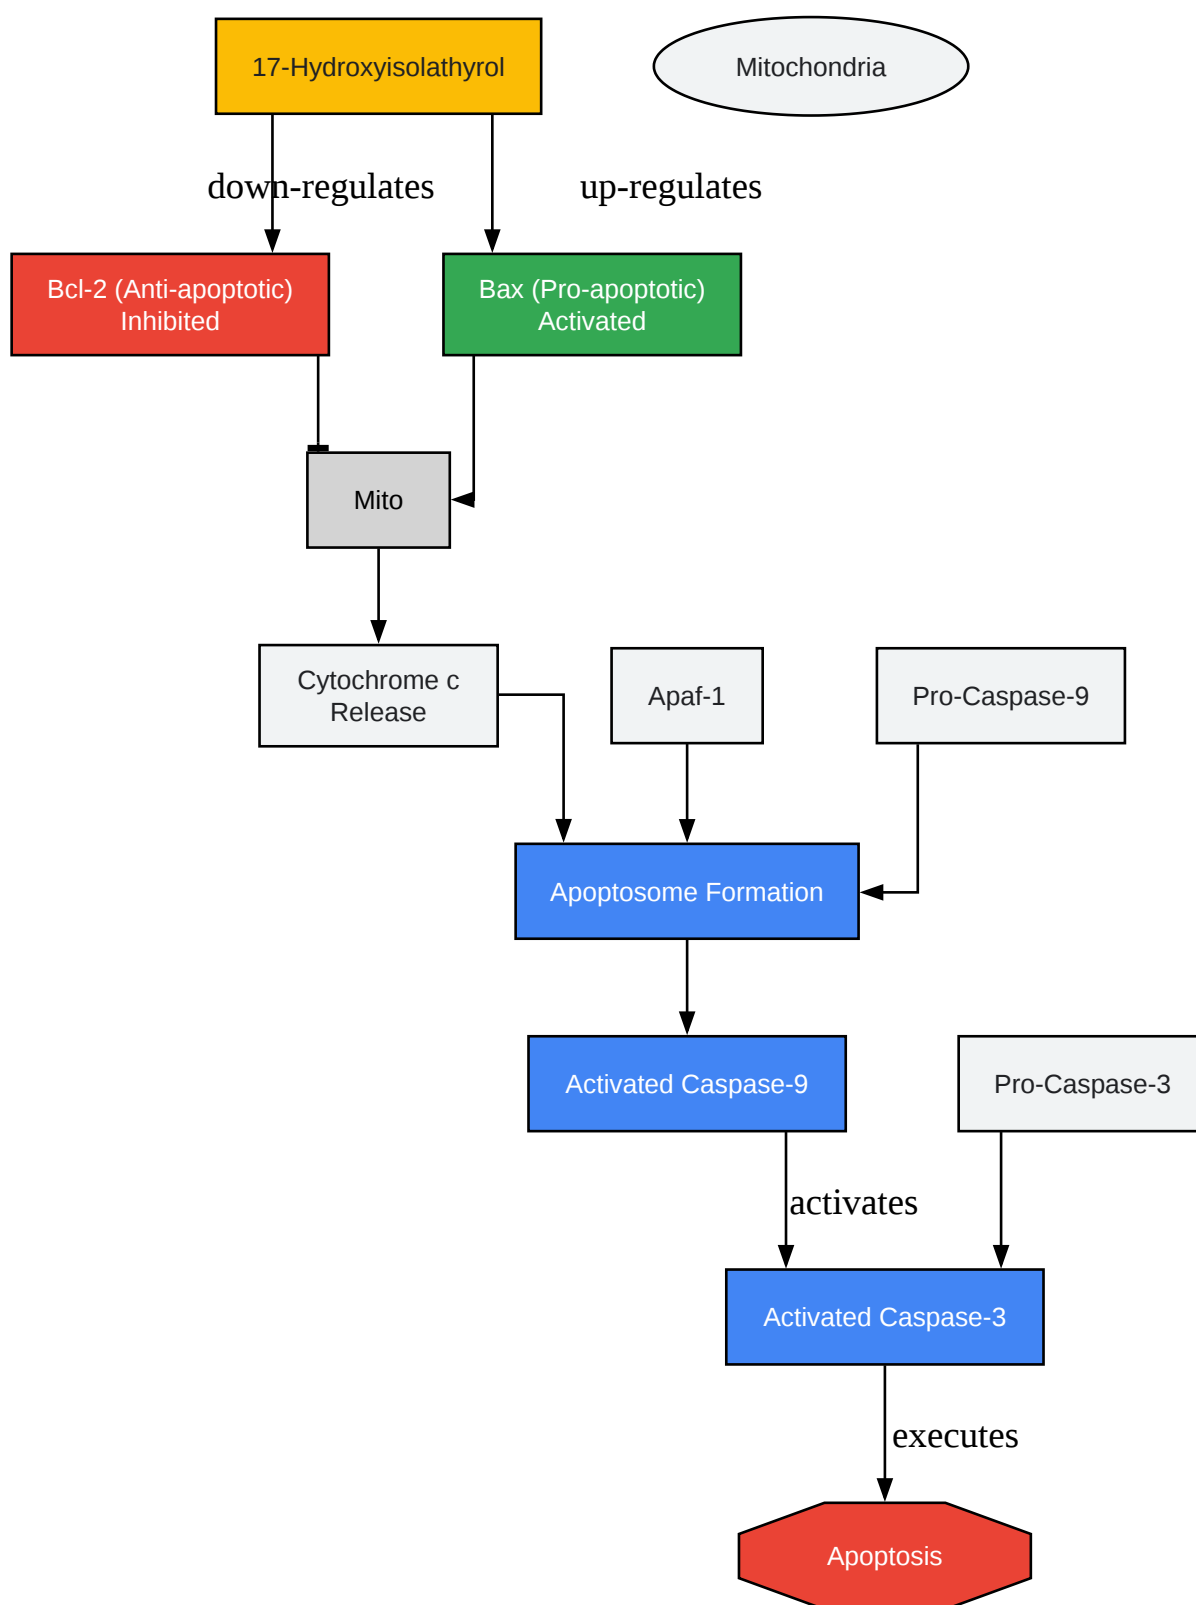 17-Hydroxyisolathyrol
Mitochondria
down-regulates
up-regulates
Bcl-2 (Anti-apoptotic)
Inhibited
Bax (Pro-apoptotic)
Activated
Mito
Cytochrome c
Release
Apaf-1
Pro-Caspase-9
Apoptosome Formation
Activated Caspase-9
Pro-Caspase-3
activates
Activated Caspase-3
executes
Apoptosis